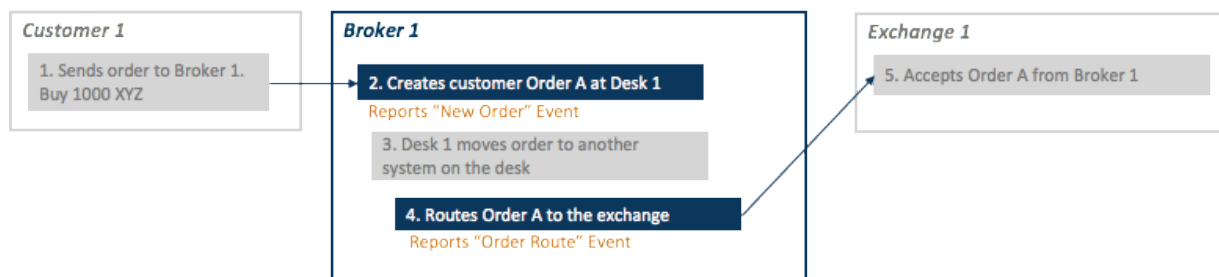 Customer 1
1. Sends order to Broker 1.
Buy 1000 XYZ
Broker 1
2. Creates customer Order A at Desk 1
Reports "New Order" Event
3. Desk 1 moves order to another
system on the desk
4. Routes Order A to the exchange
Reports "Order Route" Event
Exchange 1
5. Accepts Order A from Broker 1